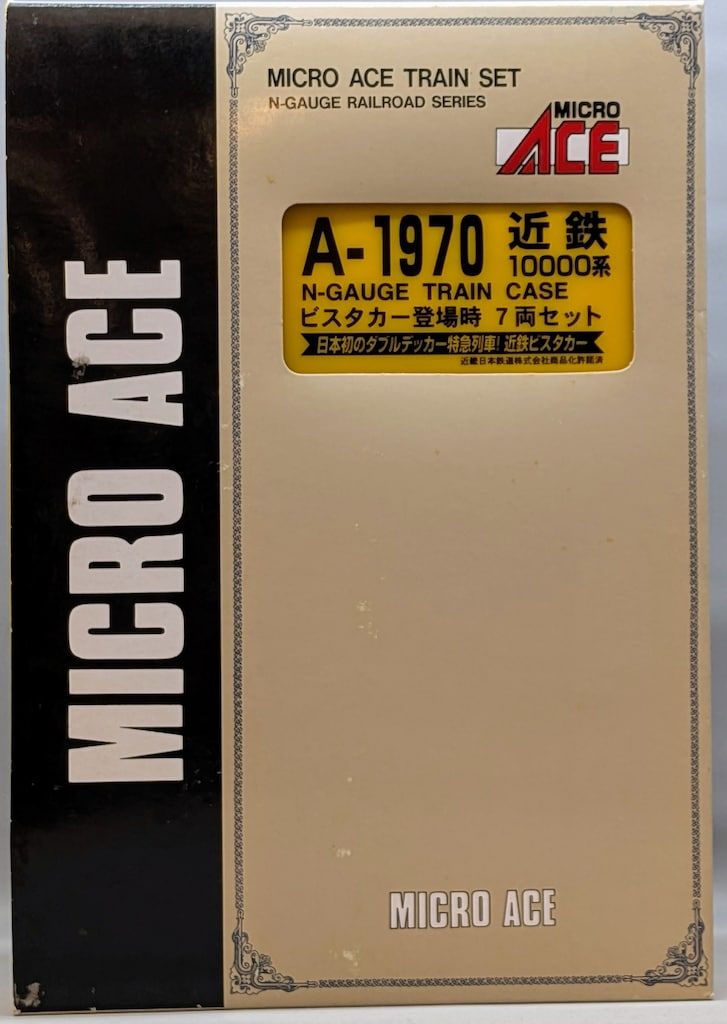 MICRO ACE
MICRO ACE TRAIN SET
N-GAUGE RAILROAD SERIES
MICRO
ACE
A-1970 近鉄
10000系
N-GAUGE TRAIN CASE
ビスタカー登場時 7両セット
日本初のダブルデッカー特急列車! 近鉄ビスタカー
近畿日本鉄道株式会社商品化許諾済
MICRO ACE